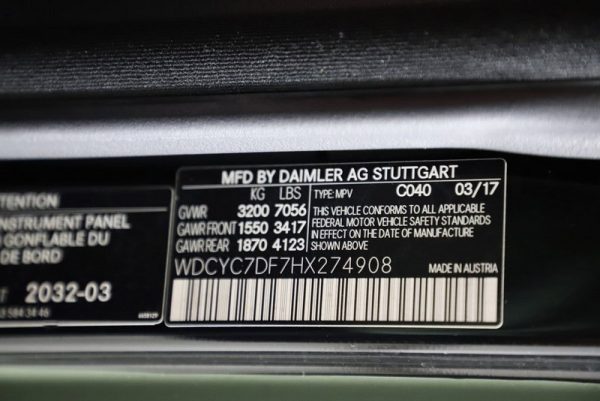 TENTION
INSTRUMENT PANEL
GONFLABLE DU
DE BORD
2032-03
MFD BY DAIMLER AG STUTTGART
KG LBS
GVWR 3200 7056
GAWR FRONT 1550 3417
GAWR REAR 1870 4123
TYPE: MPV C040 03/17
THIS VEHICLE CONFORMS TO ALL APPLICABLE
FEDERAL MOTOR VEHICLE SAFETY STANDARDS
IN EFFECT ON THE DATE OF MANUFACTURE
SHOWN ABOVE
WDCYC7DF7HX274908
MADE IN AUSTRIA